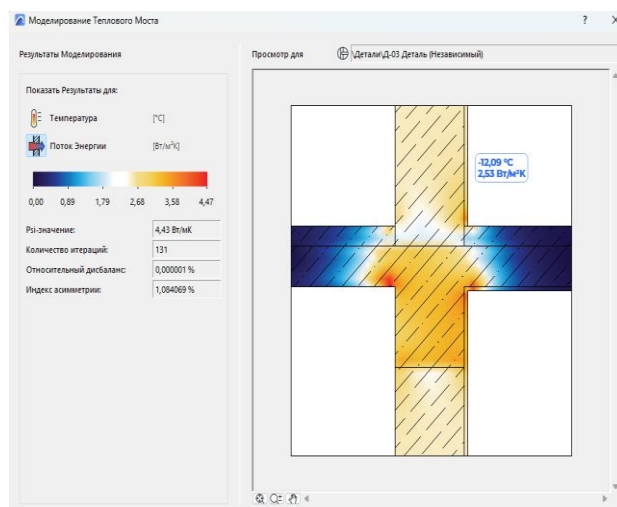 Моделирование Теплового Моста
Результаты Моделирования
Просмотр для \Детали\Д-03 Деталь (Независимый)
Показать Результаты для:
Температура [°C]
Поток Энергии [Вт/м²K]
0,00 0,89 1,79 2,68 3,58 4,47
Psi-значение: 4,43 Вт/мК
Количество итераций: 131
Относительный дисбаланс: 0,000001 %
Индекс асимметрии: 1,084069 %
-12,09 °C
2,53 Вт/м²K